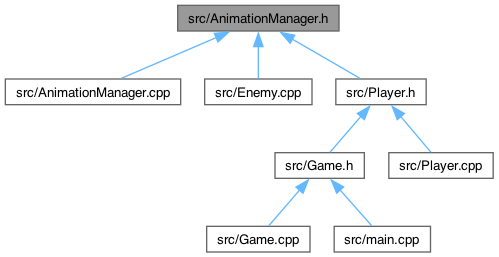 src/AnimationManager.h
src/AnimationManager.cpp
src/Enemy.cpp
src/Player.h
src/Game.h
src/Player.cpp
src/Game.cpp
src/main.cpp